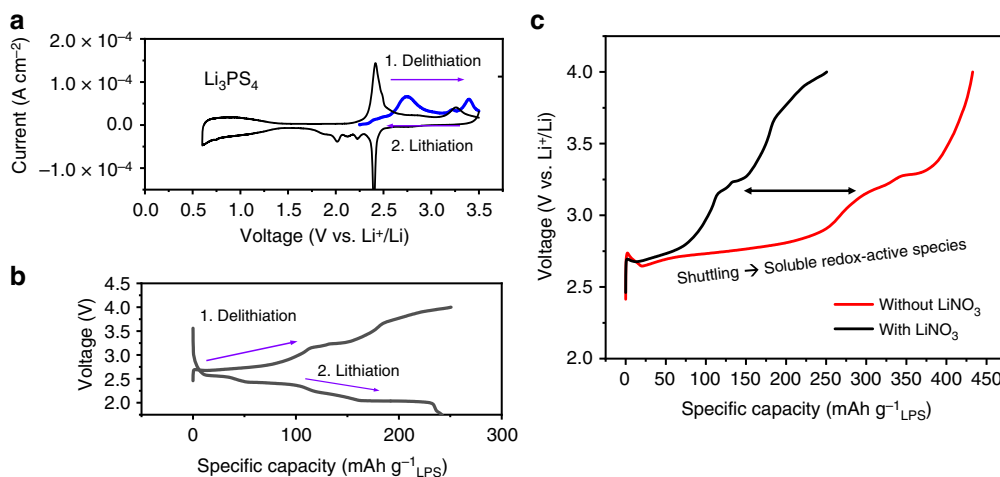 a
2.0 × 10⁻⁴
1.0 × 10⁻⁴
0.0
−1.0 × 10⁻⁴
Current (A cm⁻²)
Li₃PS₄
1. Delithiation
2. Lithiation
0.0 0.5 1.0 1.5 2.0 2.5 3.0 3.5
Voltage (V vs. Li⁺/Li)
b
4.5
4.0
3.5
3.0
2.5
2.0
Voltage (V)
1. Delithiation
2. Lithiation
0 100 200 300
Specific capacity (mAh g⁻¹LPS)
c
4.0
3.5
3.0
2.5
2.0
Voltage (V vs. Li⁺/Li)
Shuttling → Soluble redox-active species
Without LiNO₃
With LiNO₃
0 50 100 150 200 250 300 350 400 450
Specific capacity (mAh g⁻¹LPS)